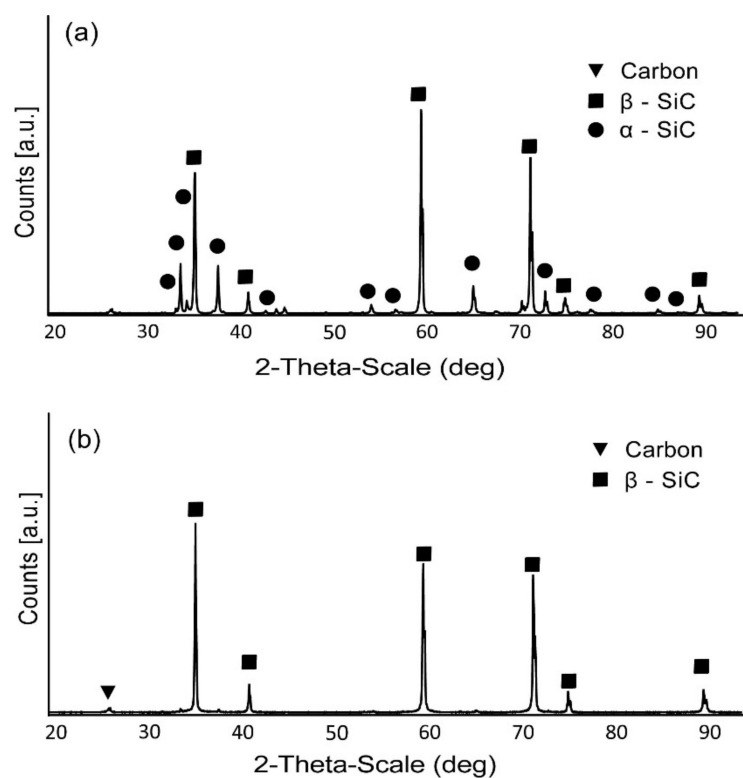 (a)
▼ Carbon
■ β - SiC
● α - SiC
Counts [a.u.]
20 30 40 50 60 70 80 90
2-Theta-Scale (deg)
(b)
▼ Carbon
■ β - SiC
Counts [a.u.]
20 30 40 50 60 70 80 90
2-Theta-Scale (deg)